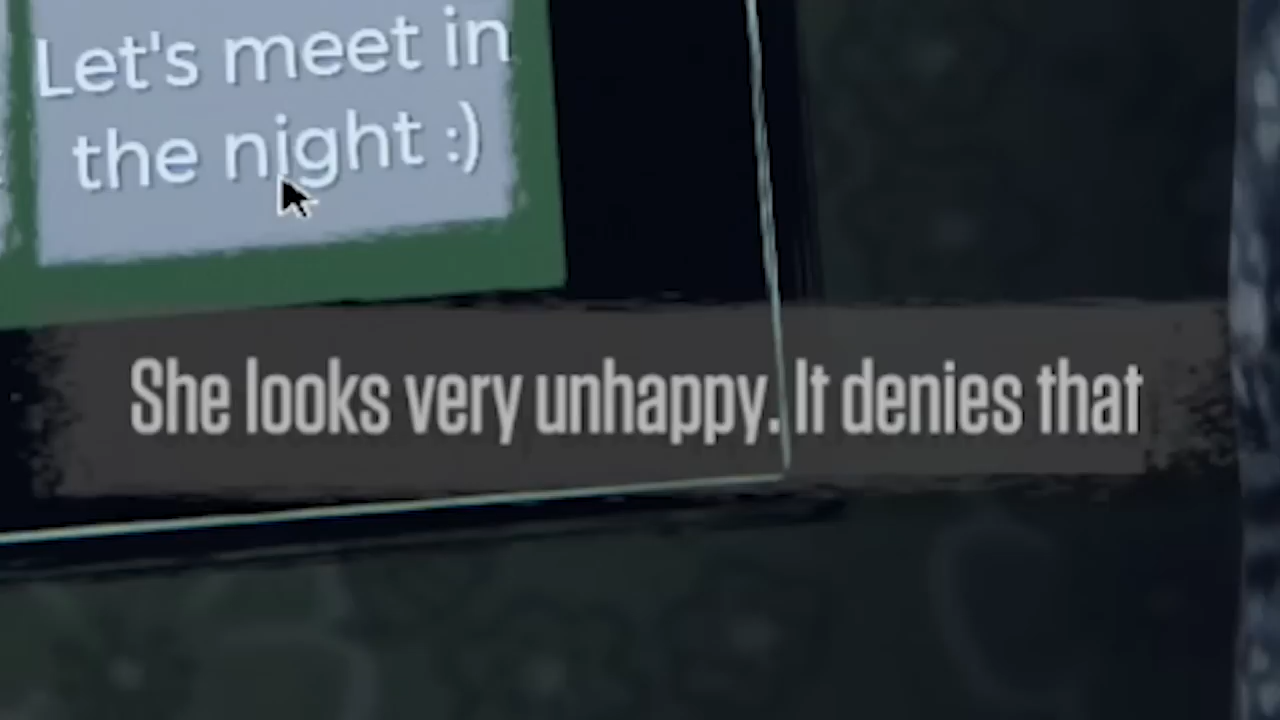 Let's meet in
the night :)
She looks very unhappy. It denies that